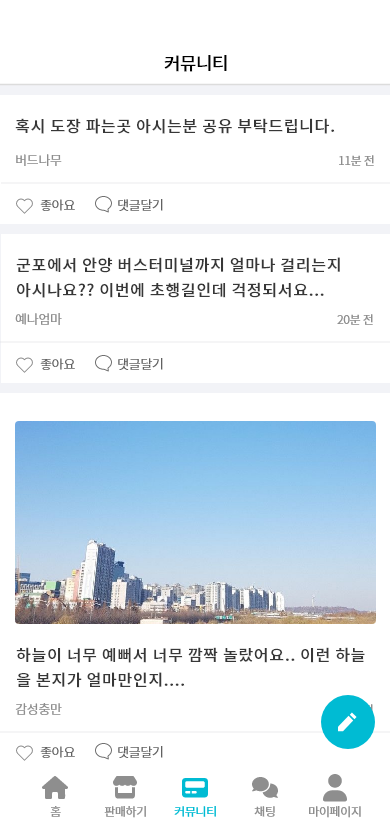 커뮤니티
혹시 도장 파는곳 아시는분 공유 부탁드립니다.
버드나무 11분 전
좋아요 댓글달기
군포에서 안양 버스터미널까지 얼마나 걸리는지
아시나요?? 이번에 초행길인데 걱정되서요...
예나엄마 20분 전
좋아요 댓글달기
하늘이 너무 예뻐서 너무 깜짝 놀랐어요.. 이런 하늘
을 본지가 얼마만인지....
감성충만
좋아요 댓글달기
홈 판매하기 커뮤니티 채팅 마이페이지